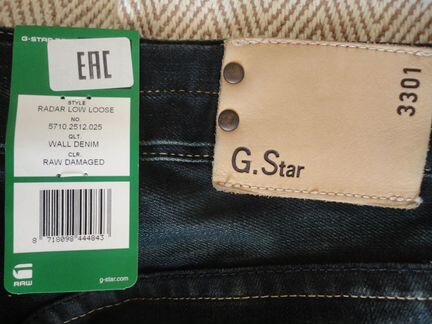 G-STAR
EAC
STYLE
RADAR LOW LOOSE
NO.
5710.2512.025
QLT.
WALL DENIM
CLR.
RAW DAMAGED
8 718098 444843
RAW
g-star.com
3301
G.Star